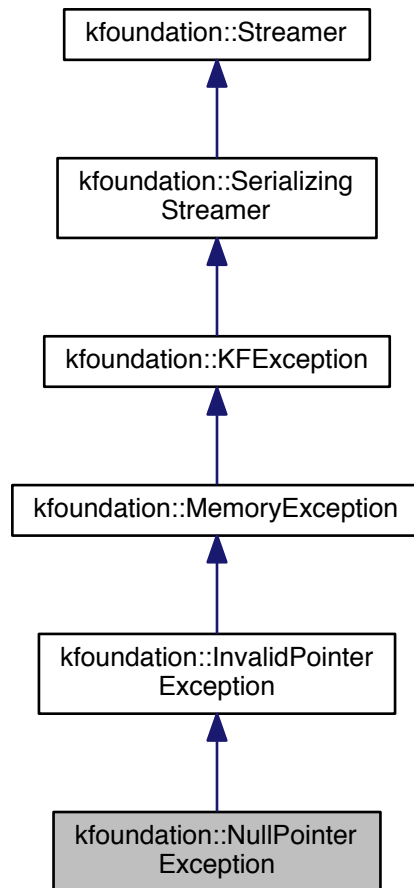 kfoundation::Streamer
kfoundation::Serializing
Streamer
kfoundation::KFException
kfoundation::MemoryException
kfoundation::InvalidPointer
Exception
kfoundation::NullPointer
Exception